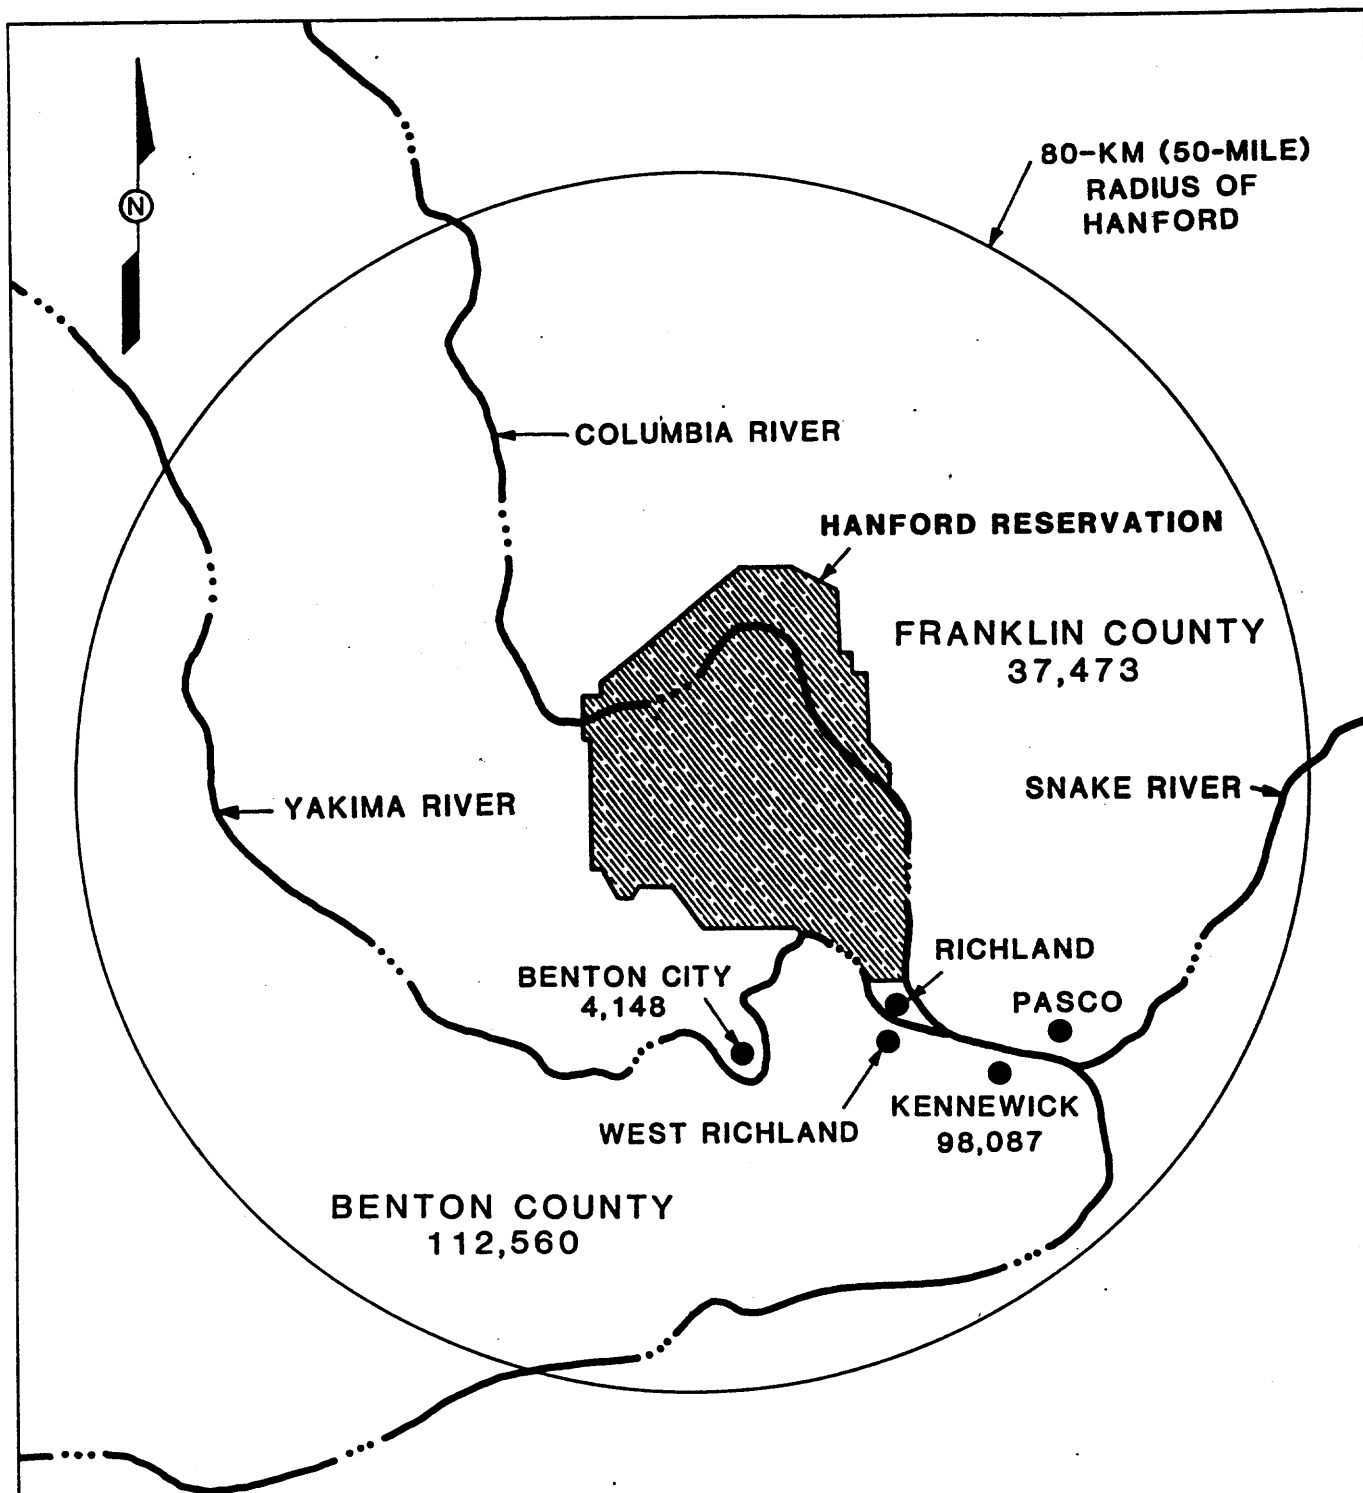 80-KM (50-MILE)
RADIUS OF
HANFORD
N
COLUMBIA RIVER
HANFORD RESERVATION
FRANKLIN COUNTY
37,473
SNAKE RIVER
YAKIMA RIVER
RICHLAND
BENTON CITY
4,148
PASCO
KENNEWICK
98,087
WEST RICHLAND
BENTON COUNTY
112,560